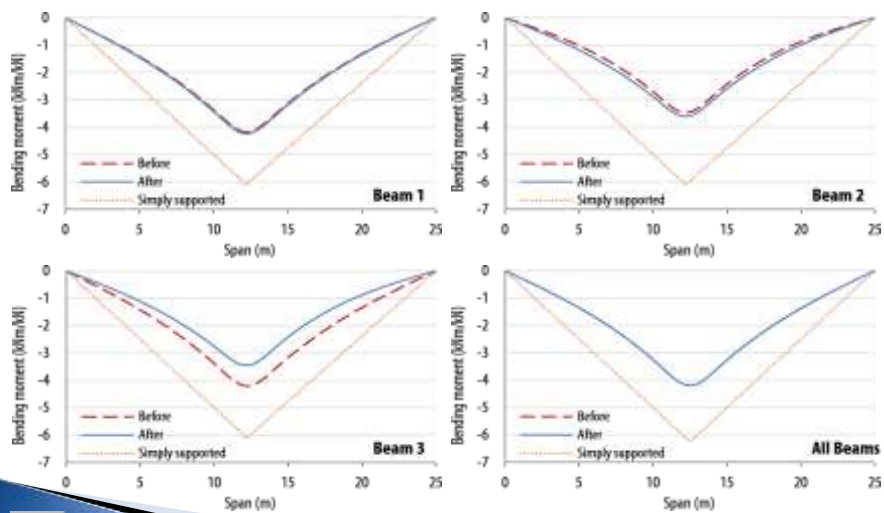 0
-1
-2
-3
-4
-5
-6
-7
Bending moment (kNm/kN)
Before
After
Simply supported
Beam 1
0 5 10 15 20 25
Span (m)
0
-1
-2
-3
-4
-5
-6
-7
Bending moment (kNm/kN)
Before
After
Simply supported
Beam 2
0 5 10 15 20 25
Span (m)
0
-1
-2
-3
-4
-5
-6
-7
Bending moment (kNm/kN)
Before
After
Simply supported
Beam 3
0 5 10 15 20 25
Span (m)
0
-1
-2
-3
-4
-5
-6
-7
Bending moment (kNm/kN)
Before
After
Simply supported
All Beams
0 5 10 15 20 25
Span (m)